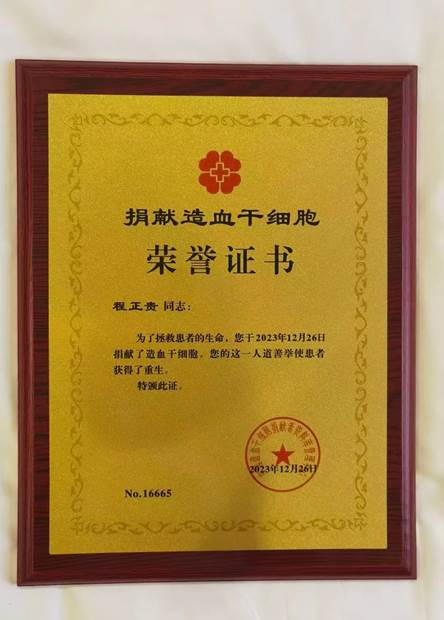 捐献造血干细胞
荣誉证书
程正贵 同志：
为了拯救患者的生命，您于2023年12月26日
捐献了造血干细胞。您的这一人道善举使患者
获得了重生。
特颁此证。
2023年12月26日
No.16665